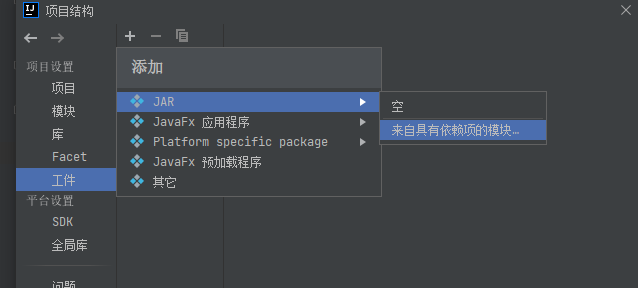 IJ 项目结构
项目设置
项目
模块
库
Facet
工件
平台设置
SDK
全局库
问题
添加
JAR
JavaFx 应用程序
Platform specific package
JavaFx 预加载程序
其它
空
来自具有依赖项的模块...